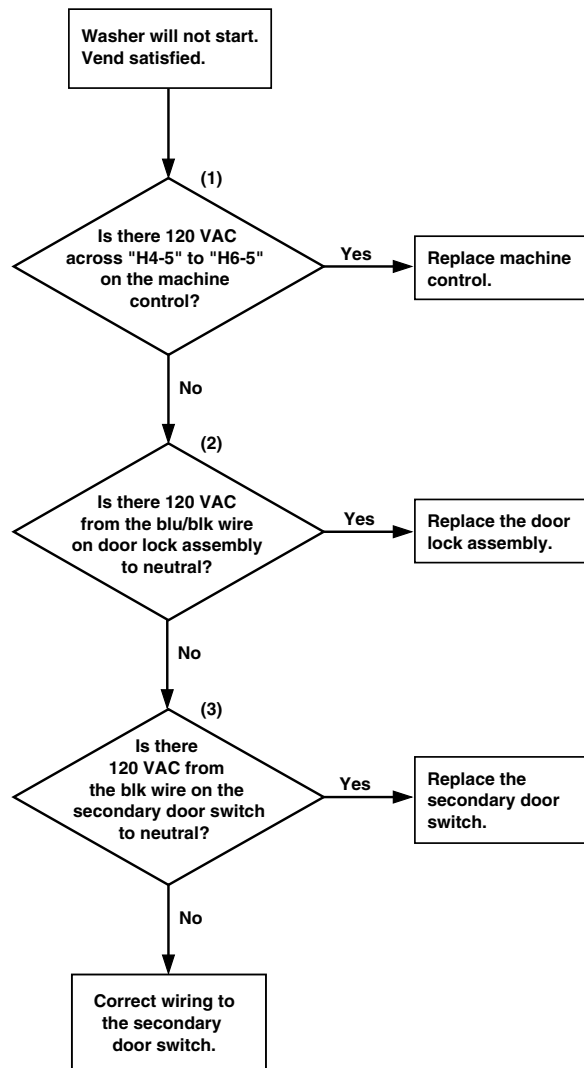 Washer will not start.
Vend satisfied.
(1)
Is there 120 VAC
across "H4-5" to "H6-5"
on the machine
control?
Yes
Replace machine
control.
No
(2)
Is there 120 VAC
from the blu/blk wire
on door lock assembly
to neutral?
Yes
Replace the door
lock assembly.
No
(3)
Is there
120 VAC from
the blk wire on the
secondary door switch
to neutral?
Yes
Replace the
secondary door
switch.
No
Correct wiring to
the secondary
door switch.